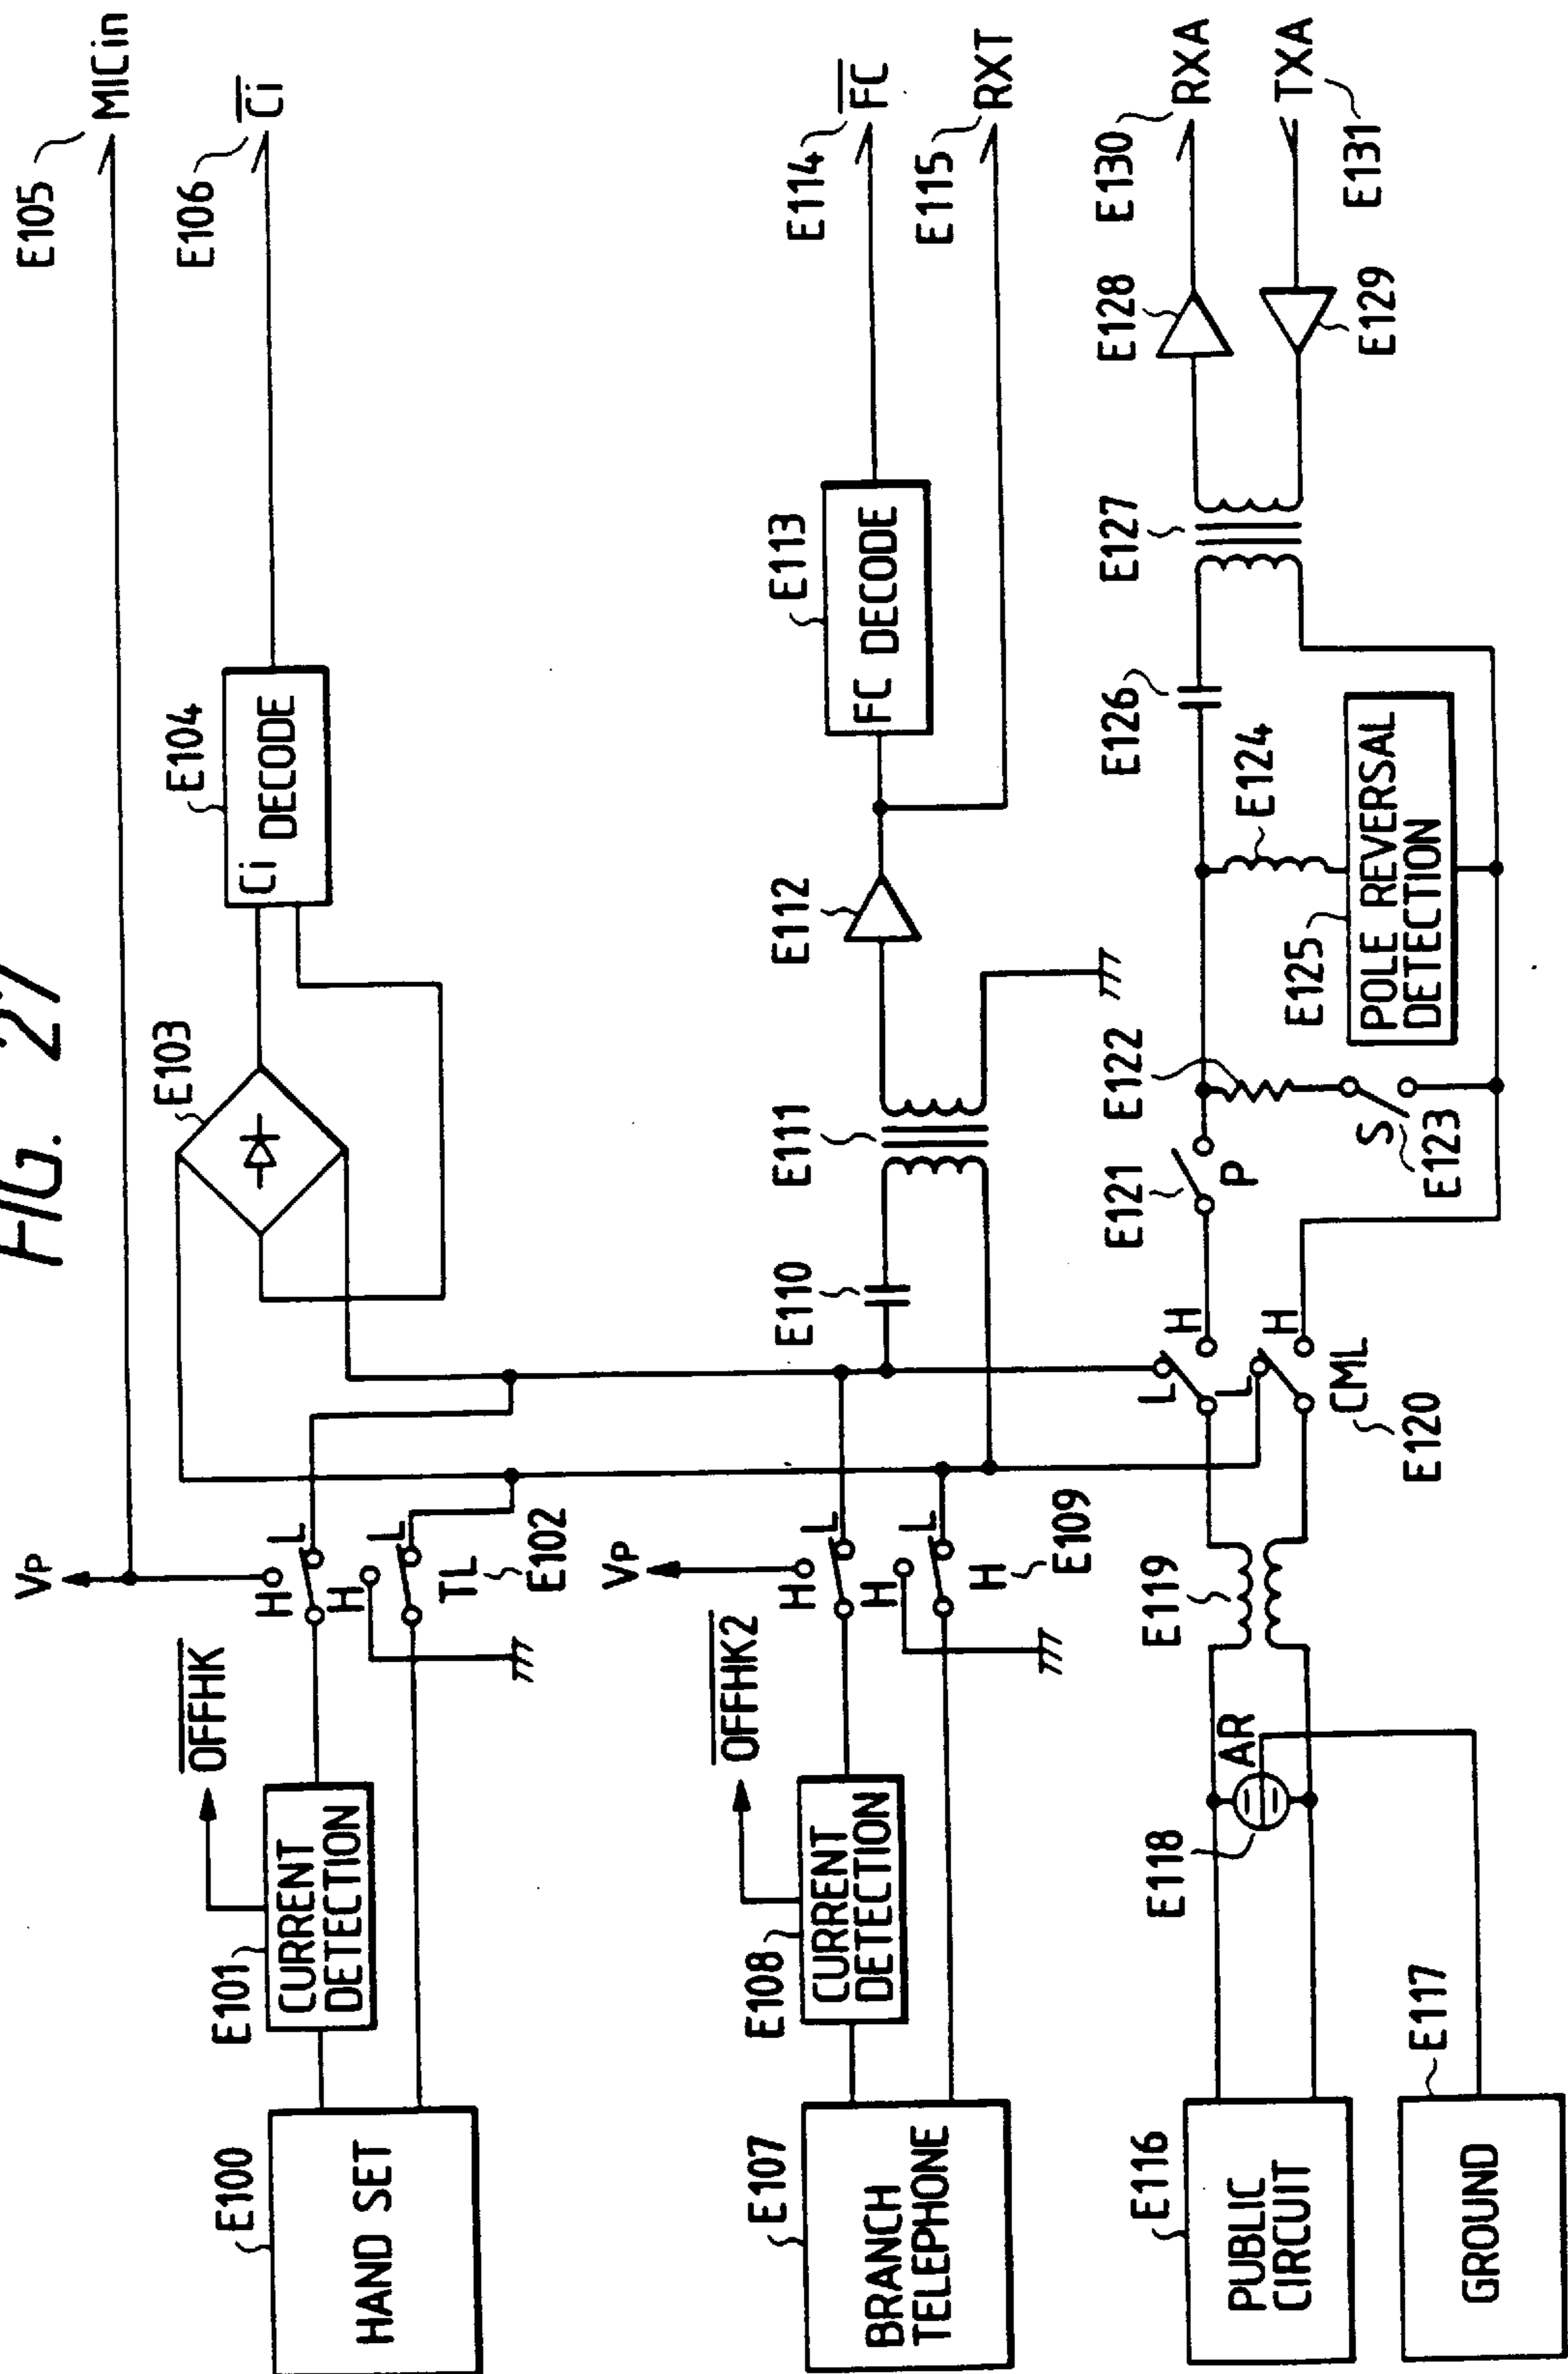 FIG. 27
E105
MICin
E106
C̅i̅
Vp
E103
E104
Ci
DECODE
OFFHK
E100
HAND SET
E101
CURRENT
DETECTION
H
L
H
L
TL
E102
Vp
OFFHK2
E107
BRANCH
TELEPHONE
E108
CURRENT
DETECTION
H
L
H
L
H
E109
E110
E111
E112
E113
FC DECODE
E114
F̅C̅
E115
RXT
E116
PUBLIC
CIRCUIT
E117
GROUND
E118
AR
E119
L
H
L
H
CML
E120
E121
P
E122
S
E123
E124
E125
POLE REVERSAL
DETECTION
E126
E127
E128
E129
E130
RXA
TXA
E131